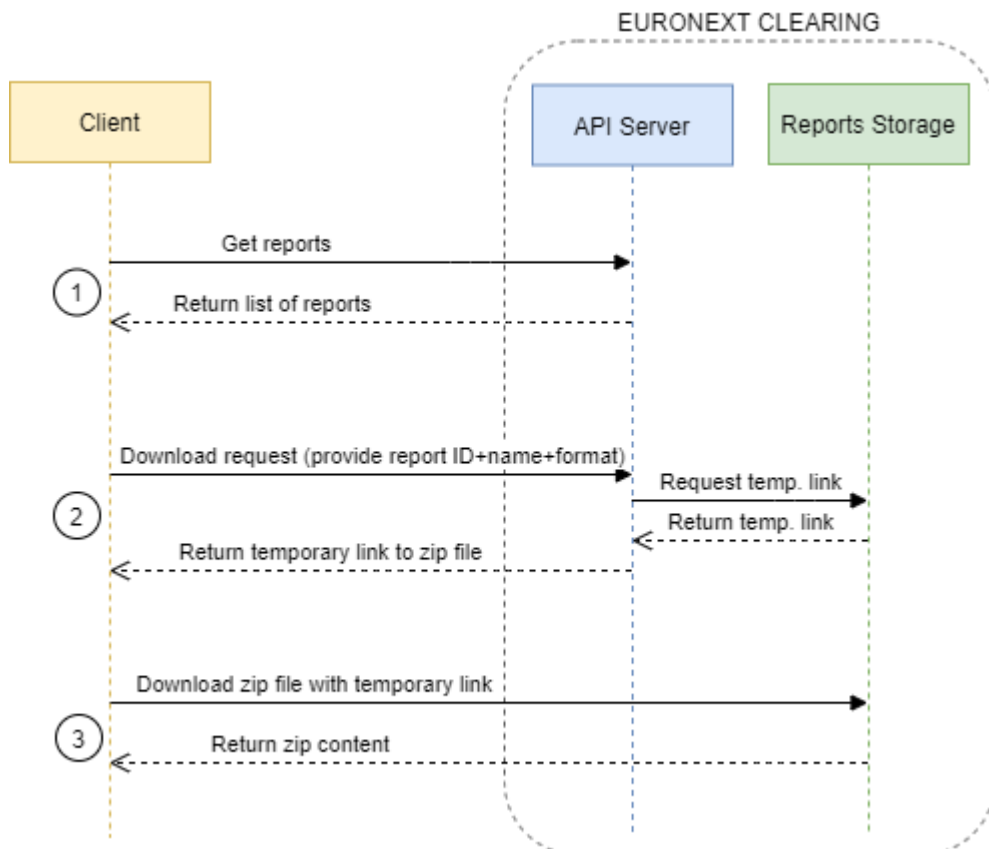 EURONEXT CLEARING
Client
API Server
Reports Storage
Get reports
1
Return list of reports
Download request (provide report ID+name+format)
Request temp. link
2
Return temp. link
Return temporary link to zip file
Download zip file with temporary link
3
Return zip content